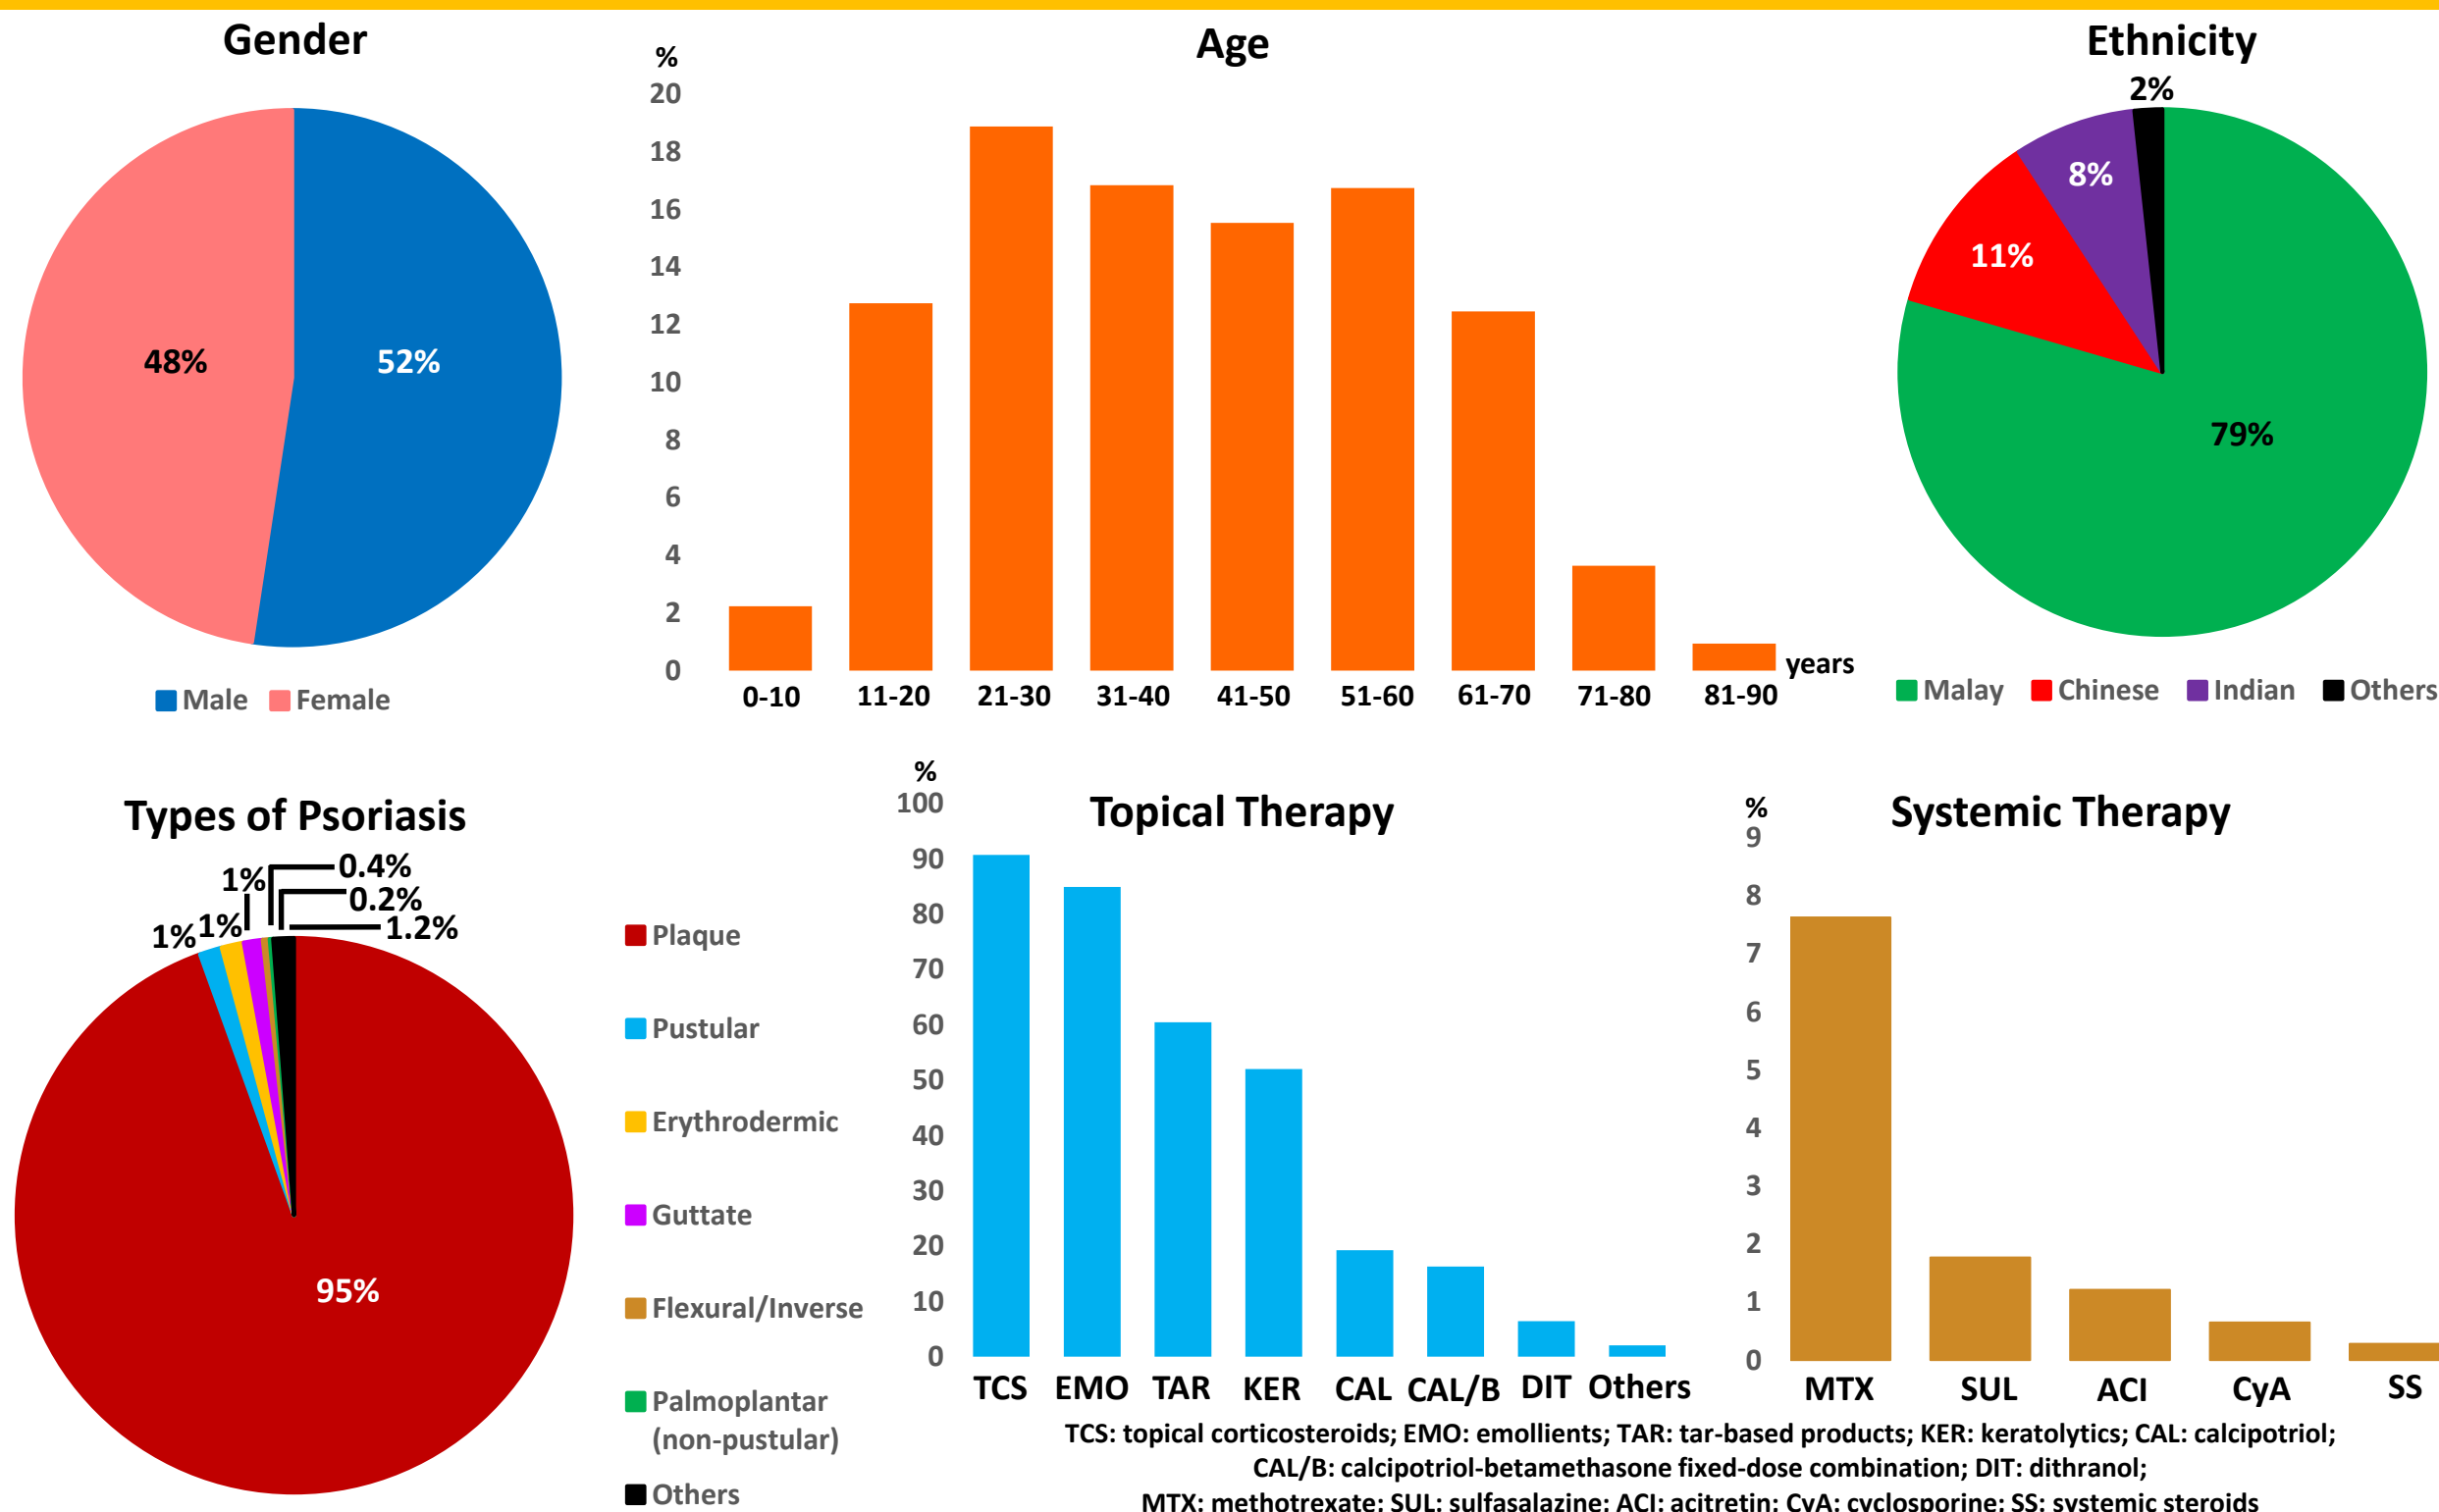 Gender
48%
52%
Male Female
Age
%
20
18
16
14
12
10
8
6
4
2
0
0-10 11-20 21-30 31-40 41-50 51-60 61-70 71-80 81-90
years
Ethnicity
2%
8%
11%
79%
Malay Chinese Indian Others
Types of Psoriasis
1%
1%
1%
0.4%
0.2%
1.2%
95%
Plaque
Pustular
Erythrodermic
Guttate
Flexural/Inverse
Palmoplantar
(non-pustular)
Others
Topical Therapy
%
100
90
80
70
60
50
40
30
20
10
0
TCS EMO TAR KER CAL CAL/B DIT Others
Systemic Therapy
%
9
8
7
6
5
4
3
2
1
0
MTX SUL ACI CyA SS
TCS: topical corticosteroids; EMO: emollients; TAR: tar-based products; KER: keratolytics; CAL: calcipotriol;
CAL/B: calcipotriol-betamethasone fixed-dose combination; DIT: dithranol;
MTX: methotrexate; SUL: sulfasalazine; ACI: acitretin; CyA: cyclosporine; SS: systemic steroids